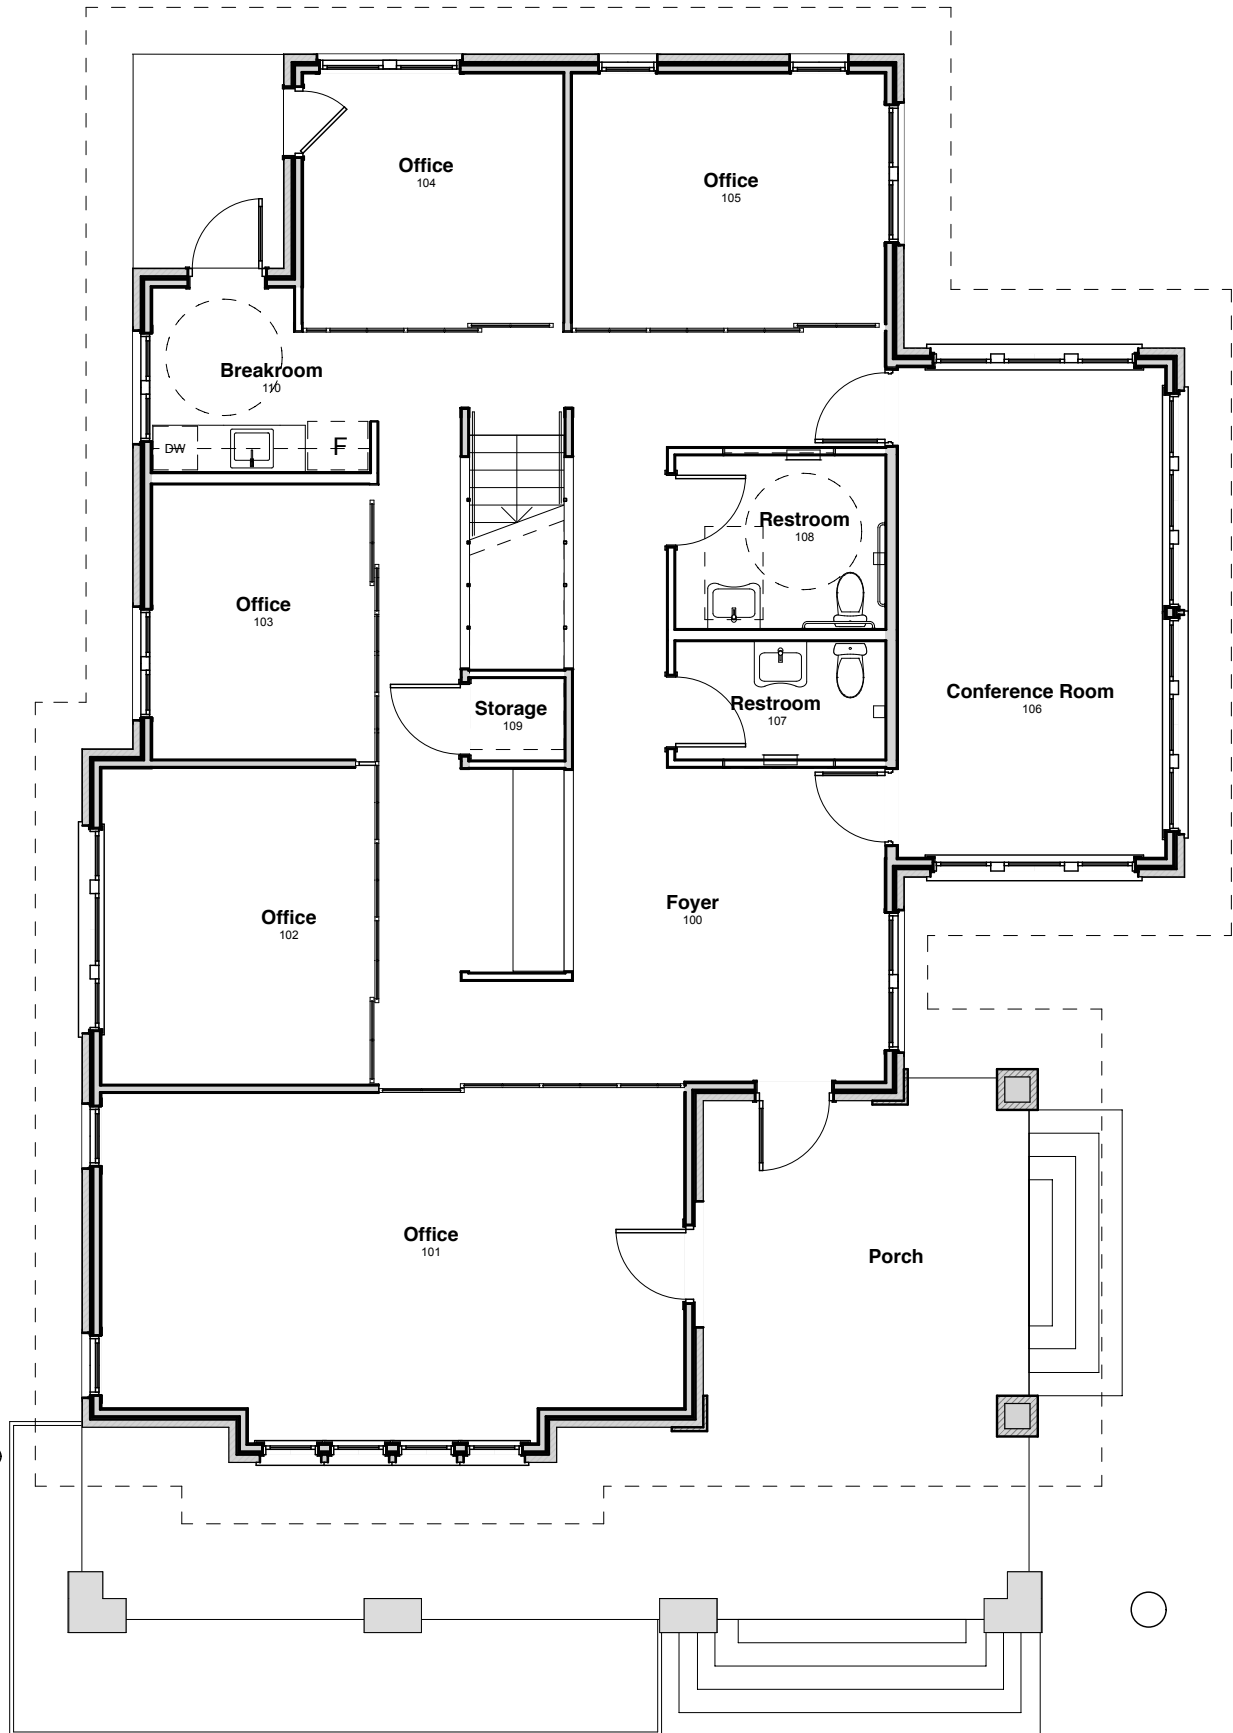 Office
104
Office
105
Breakroom
110
DW
F
Restroom
108
Office
103
Conference Room
106
Restroom
107
Storage
109
Foyer
100
Office
102
Office
101
Porch